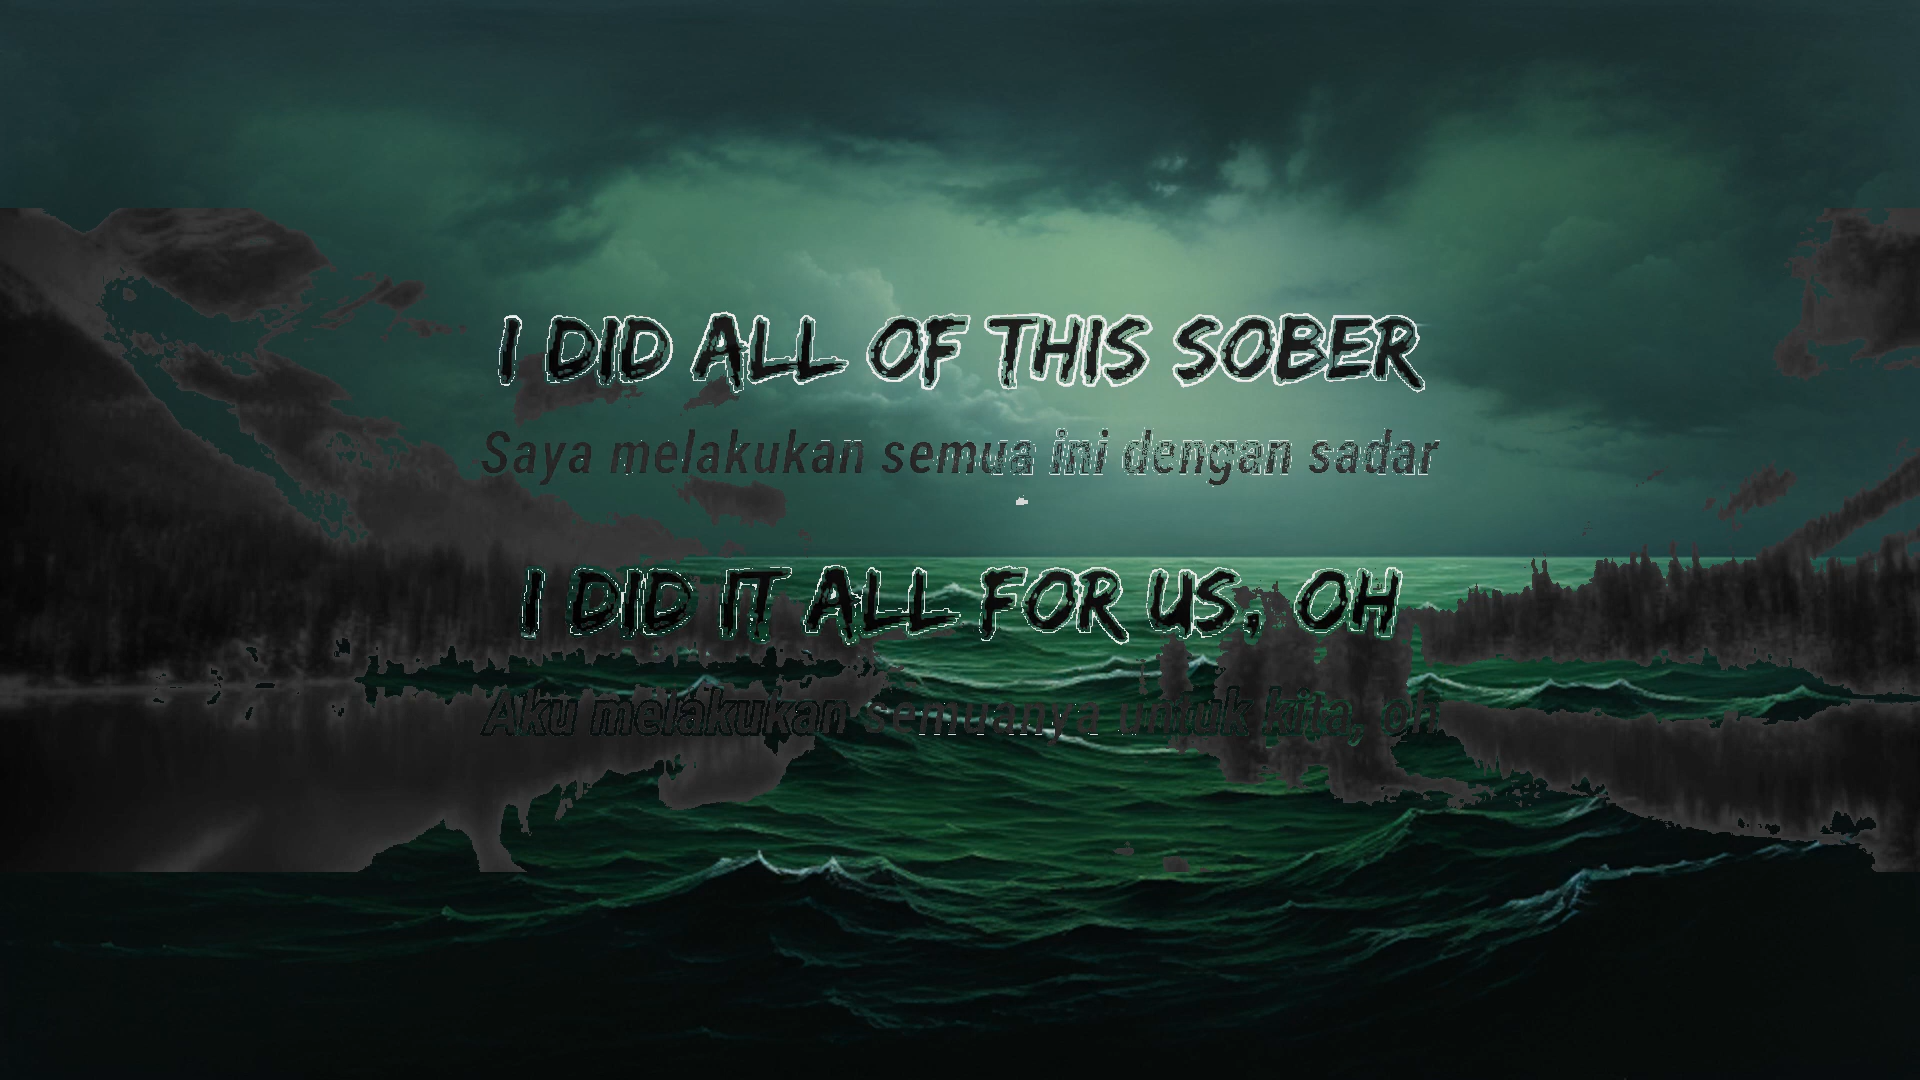 I DID ALL OF THIS SOBER
Saya melakukan semua ini dengan sadar
I DID IT ALL FOR US, OH
Aku melakukan semuanya untuk kita, oh